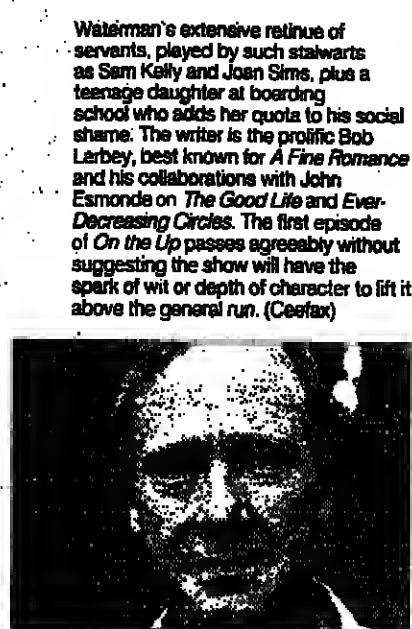 Waterman's extensive retinue of
servants, played by such stalwarts
as Sam Kelly and Joan Sims, plus a
teenage daughter at boarding
school who adds her quota to his social
shame. The writer is the prolific Bob
Larbey, best known for A Fine Romance
and his collaborations with John
Esmonde on The Good Life and Ever-
Decreasing Circles. The first episode
of On the Up passes agreeably without
suggesting the show will have the
spark of wit or depth of character to lift it
above the general run. (Ceefax)